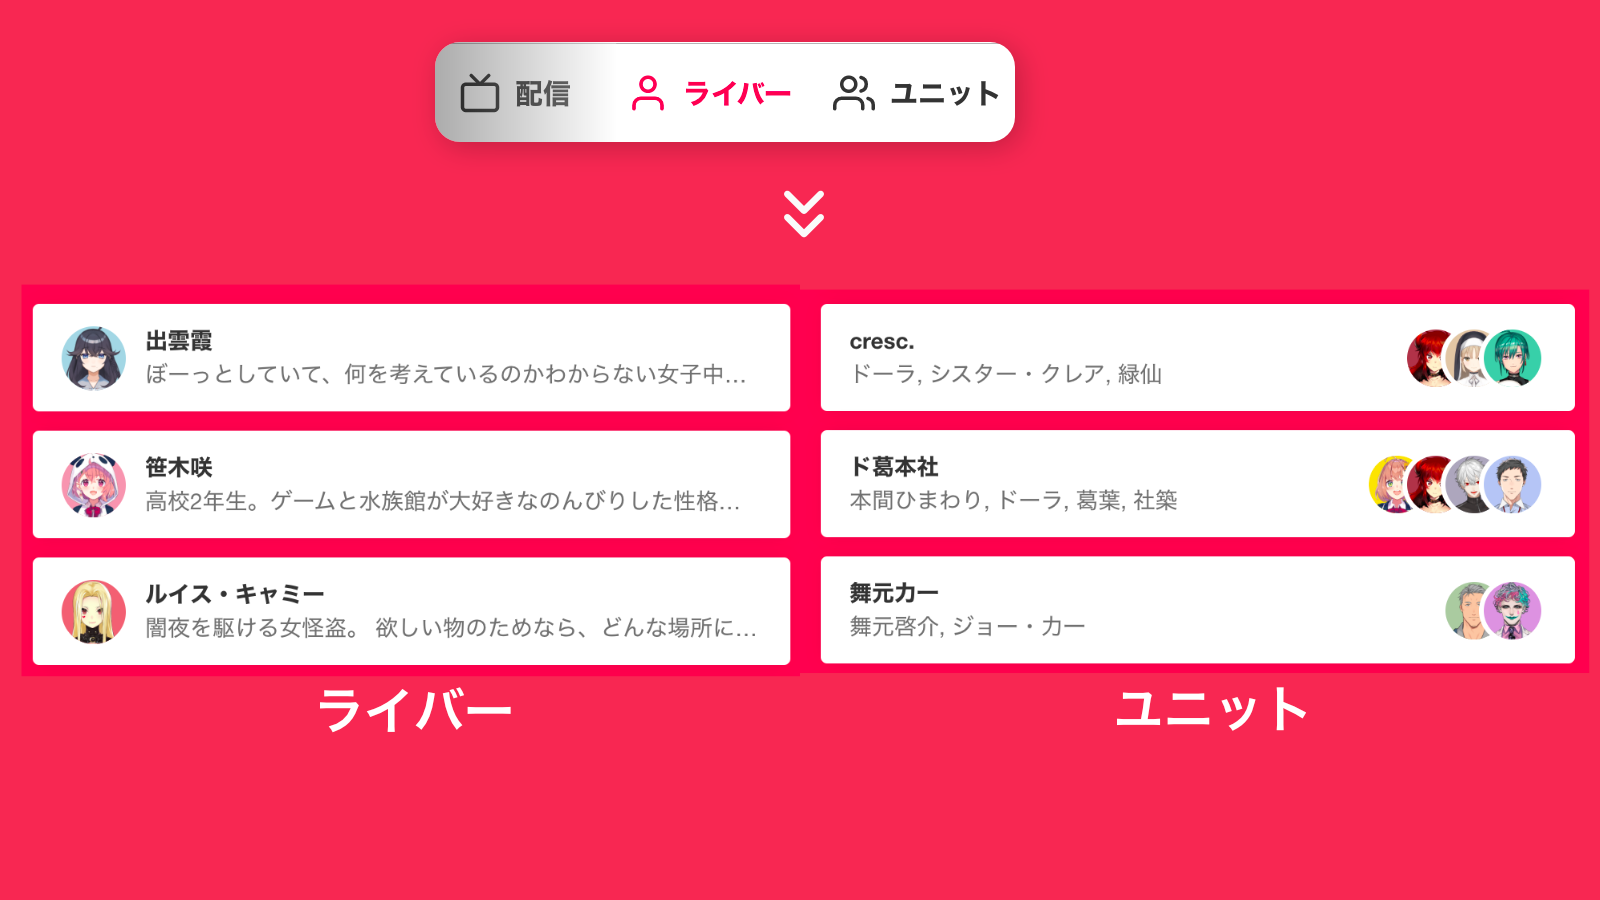 配信 ライバー ユニット
出雲霞
ぼーっとしていて、何を考えているのかわからない女子中…
笹木咲
高校2年生。ゲームと水族館が大好きなのんびりした性格…
ルイス・キャミー
闇夜を駆ける女怪盗。 欲しい物のためなら、どんな場所に…
ライバー
cresc.
ドーラ, シスター・クレア, 緑仙
ド葛本社
本間ひまわり, ドーラ, 葛葉, 社築
舞元力一
舞元啓介, ジョー・力一
ユニット